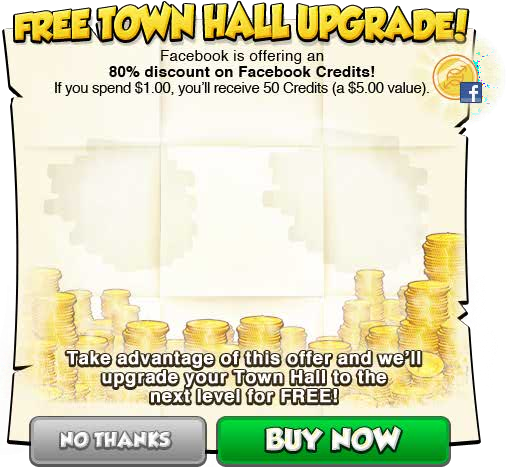 FREE TOWN HALL UPGRADE!
Facebook is offering an
80% discount on Facebook Credits!
If you spend $1.00, you'll receive 50 Credits (a $5.00 value).
f
Take advantage of this offer and we'll
upgrade your Town Hall to the
next level for FREE!
NO THANKS
BUY NOW